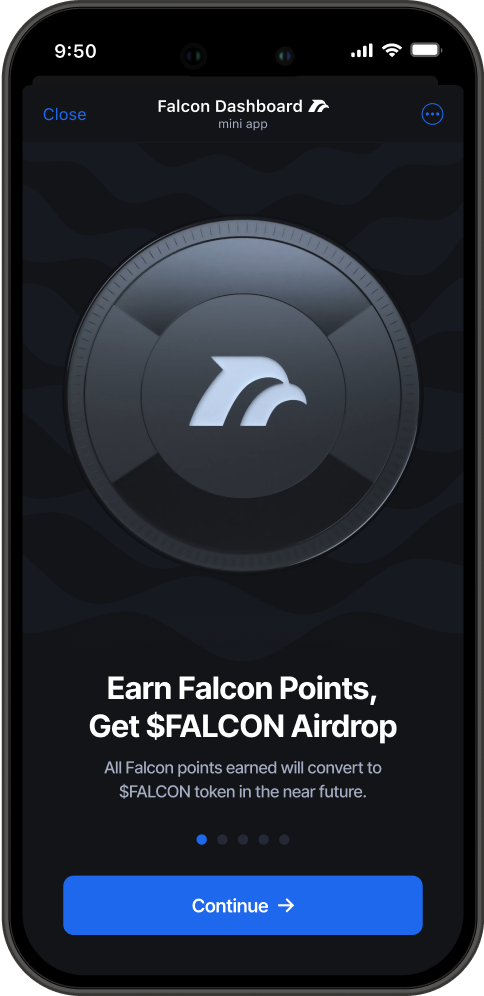 9:50
Close
Falcon Dashboard
mini app
Earn Falcon Points,
Get $FALCON Airdrop
All Falcon points earned will convert to
$FALCON token in the near future.
Continue →